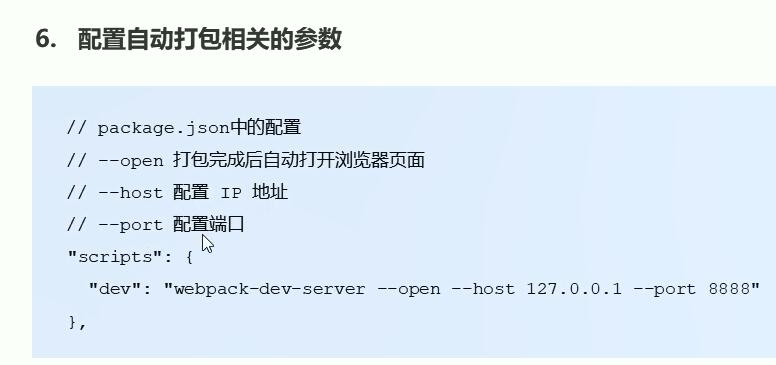 6. 配置自动打包相关的参数
// package.json中的配置
// --open 打包完成后自动打开浏览器页面
// --host 配置 IP 地址
// --port 配置端口
"scripts": {
"dev": "webpack-dev-server --open --host 127.0.0.1 --port 8888"
},